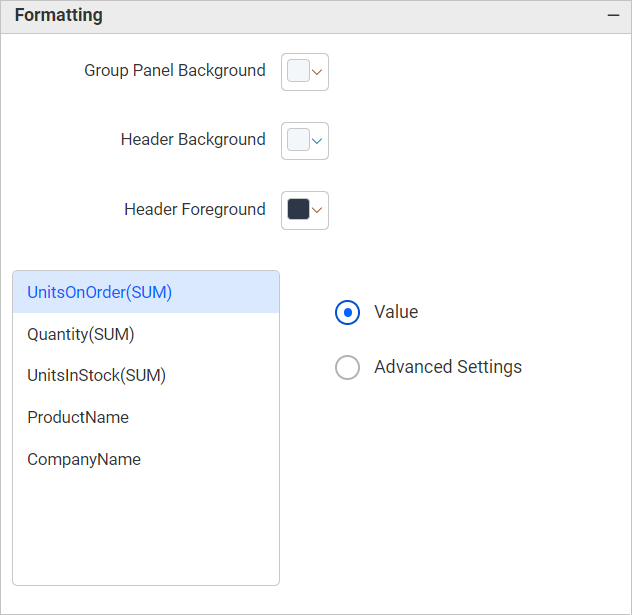 Formatting
Group Panel Background
Header Background
Header Foreground
UnitsOnOrder(SUM)
Quantity(SUM)
UnitsInStock(SUM)
ProductName
CompanyName
Value
Advanced Settings